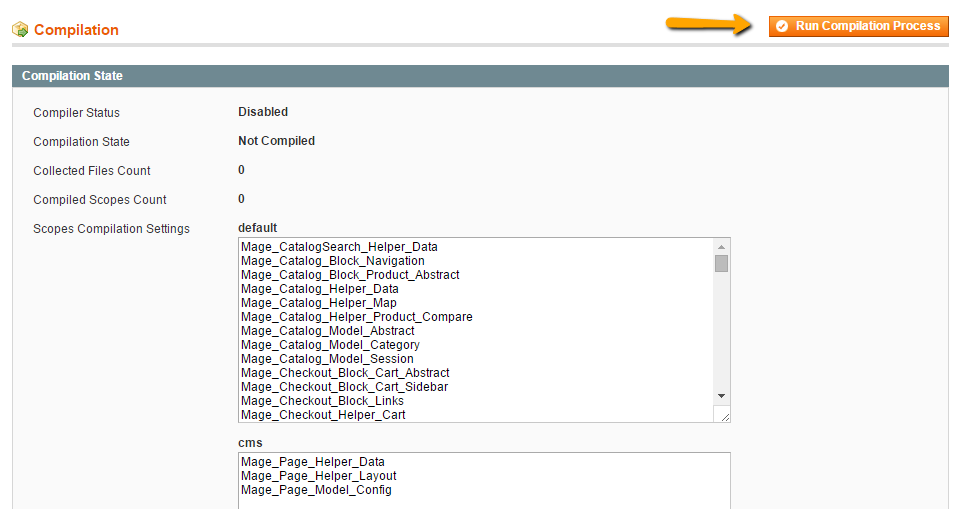 Compilation
Run Compilation Process
Compilation State
Compiler Status Disabled
Compilation State Not Compiled
Collected Files Count 0
Compiled Scopes Count 0
Scopes Compilation Settings default
Mage_CatalogSearch_Helper_Data
Mage_Catalog_Block_Navigation
Mage_Catalog_Block_Product_Abstract
Mage_Catalog_Helper_Data
Mage_Catalog_Helper_Map
Mage_Catalog_Helper_Product_Compare
Mage_Catalog_Model_Abstract
Mage_Catalog_Model_Category
Mage_Catalog_Model_Session
Mage_Checkout_Block_Cart_Abstract
Mage_Checkout_Block_Cart_Sidebar
Mage_Checkout_Block_Links
Mage_Checkout_Helper_Cart
cms
Mage_Page_Helper_Data
Mage_Page_Helper_Layout
Mage_Page_Model_Config